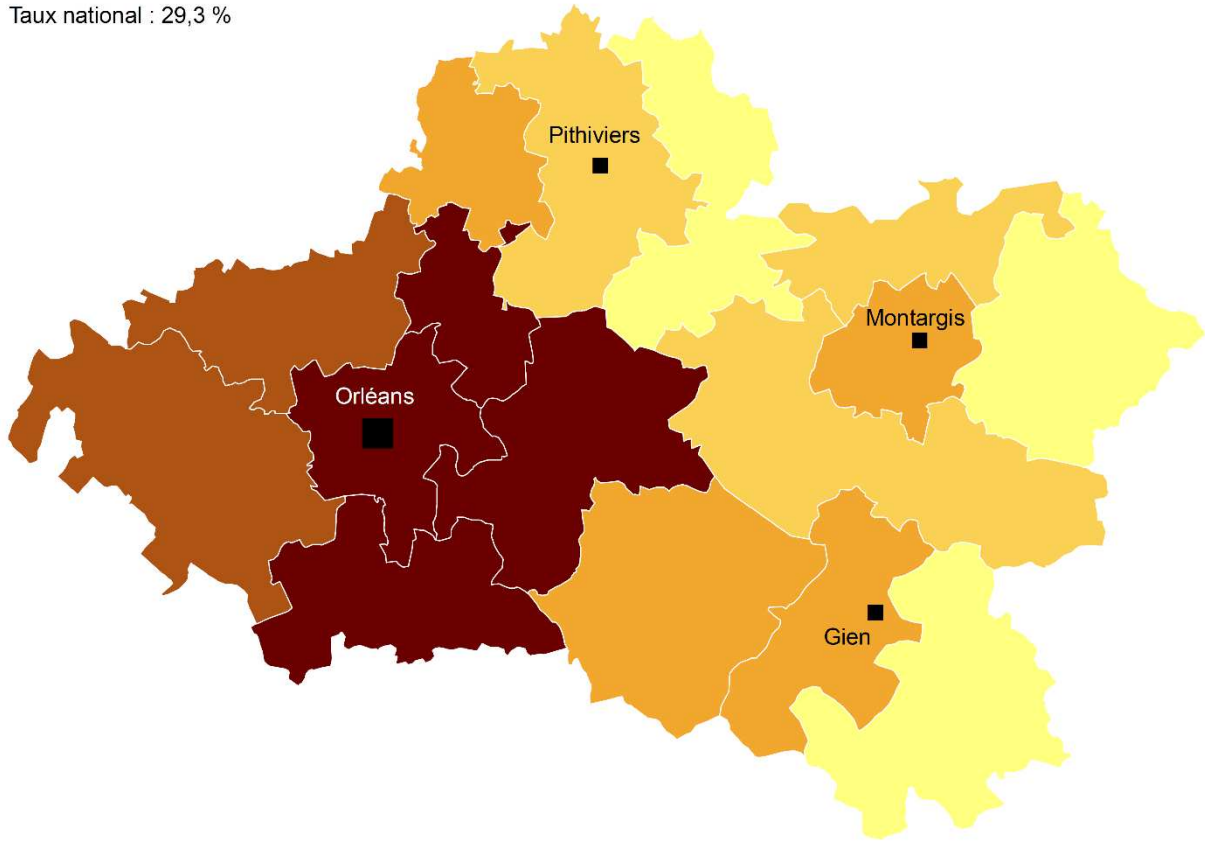 Taux national : 29,3 %
Pithiviers
Montargis
Orléans
Gien